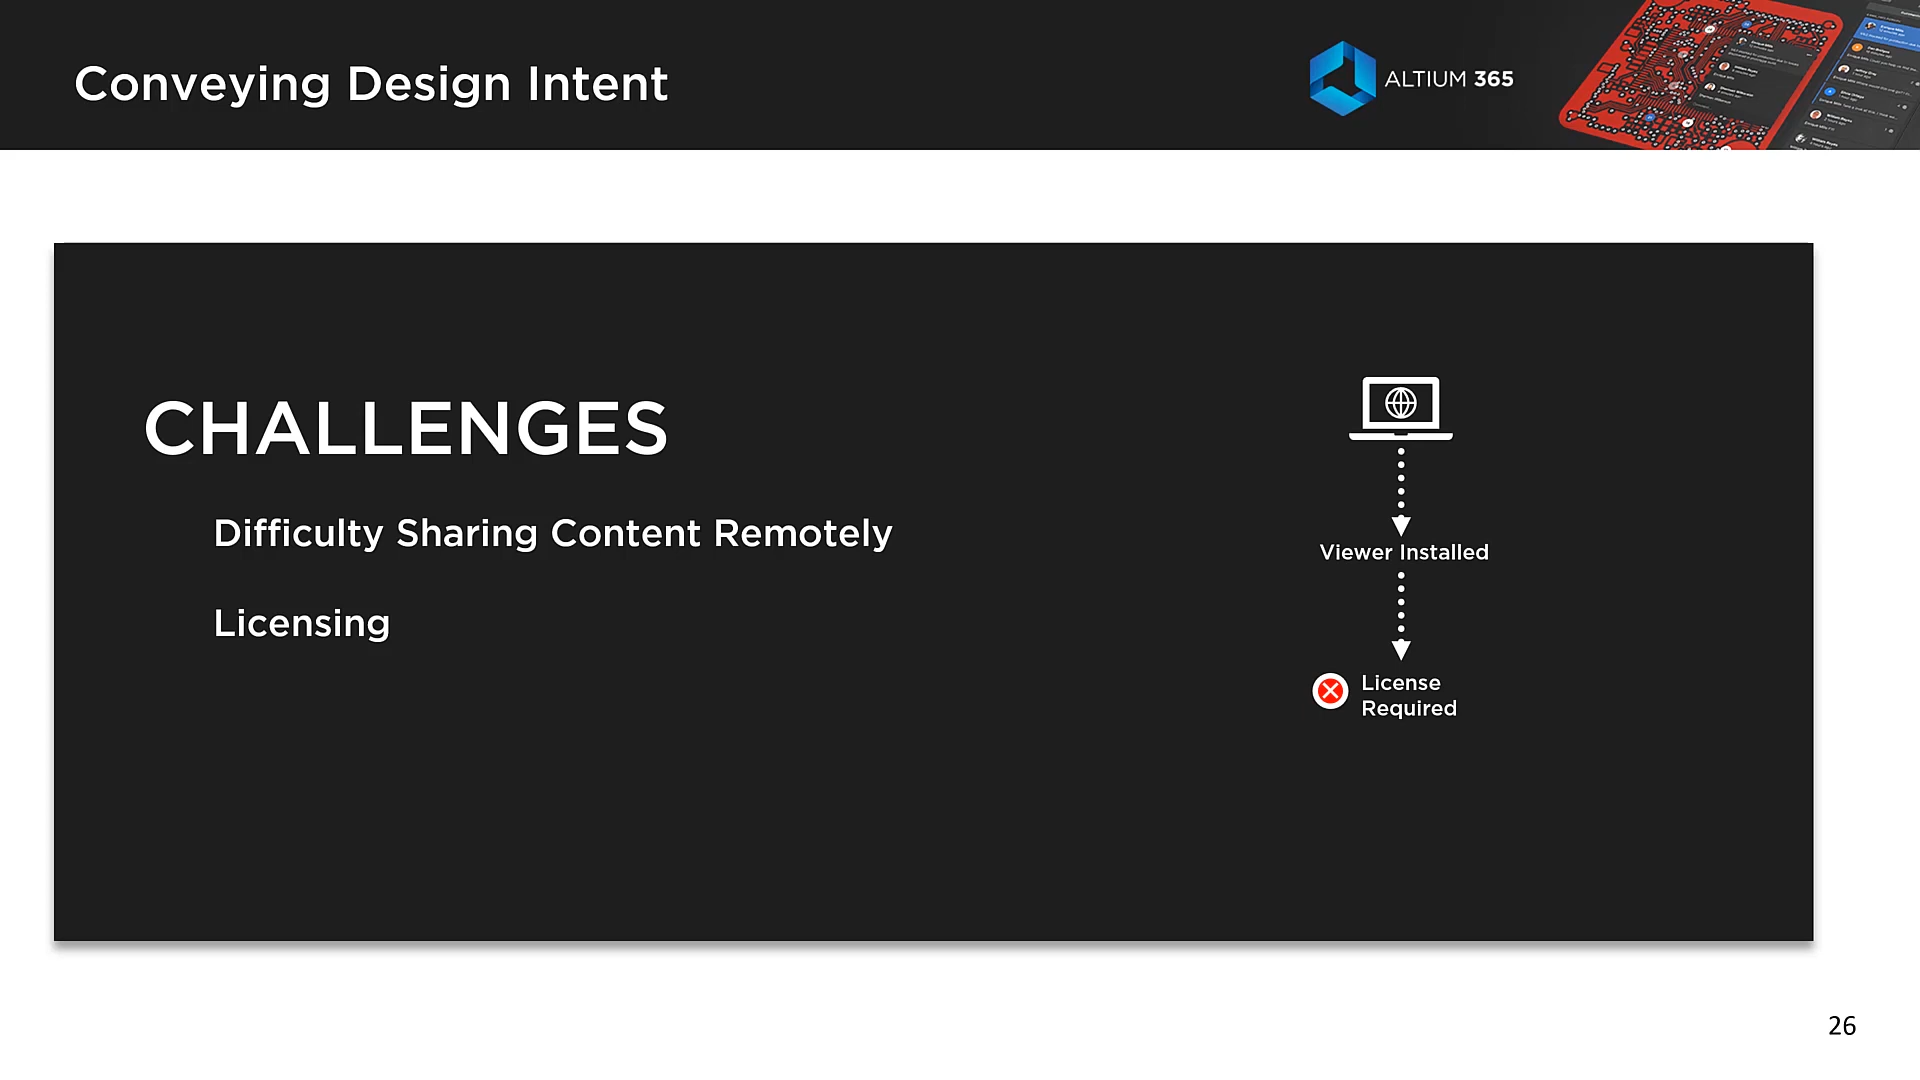 Conveying Design Intent
ALTIUM 365
CHALLENGES
Difficulty Sharing Content Remotely
Licensing
Viewer Installed
License
Required
26